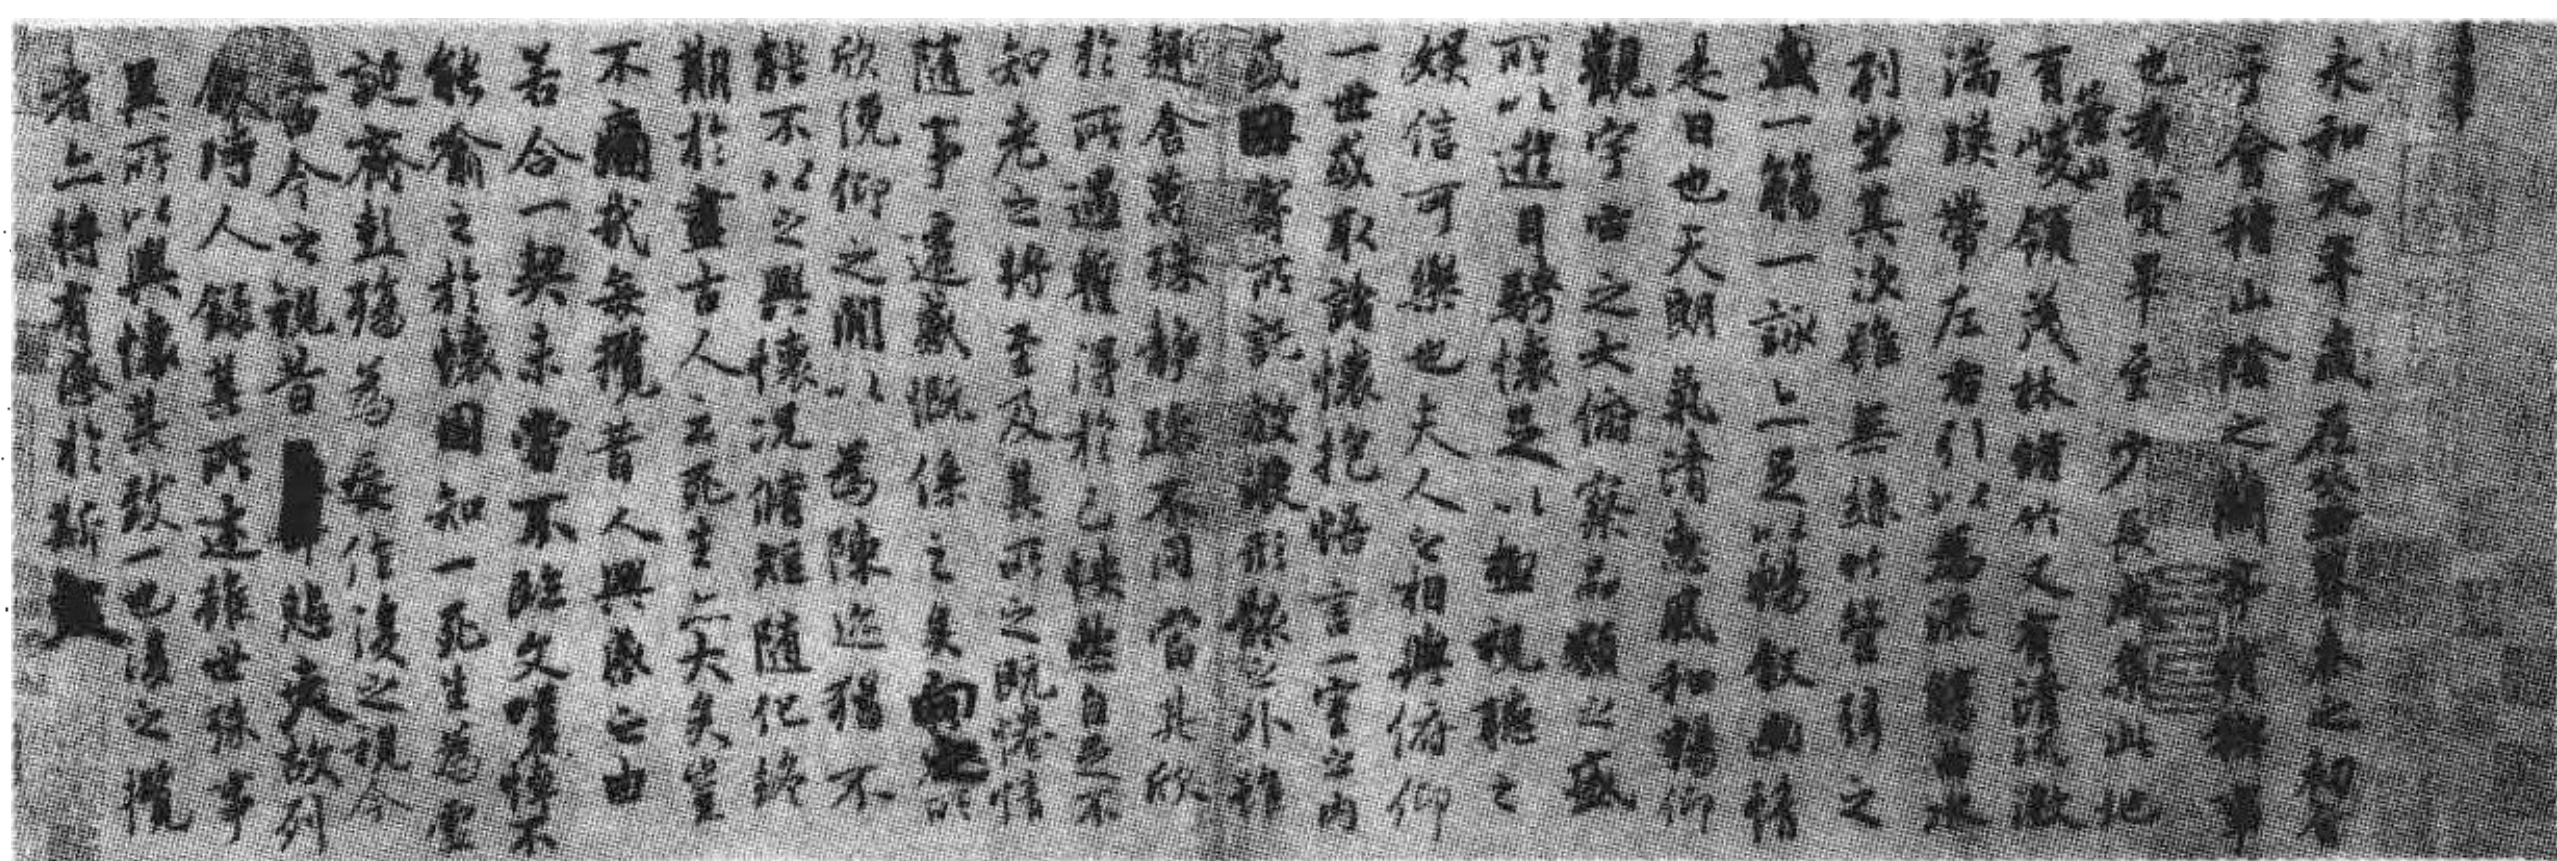 永和九年歲在癸丑暮春之初會
于會稽山陰之蘭亭脩稧事
也羣賢畢至少長咸集此地
有崇山峻領茂林脩竹又有清流激
湍暎帶左右引以為流觴曲水
列坐其次雖無絲竹管弦之
盛一觴一詠亦足以暢敘幽情
是日也天朗氣清惠風和暢仰
觀宇宙之大俯察品類之盛
所以遊目騁懷足以極視聽之
娛信可樂也夫人之相與俯仰
一世或取諸懷抱悟言一室之內
或因寄所託放浪形骸之外雖
趣舍萬殊靜躁不同當其欣
於所遇暫得於己怏然自足不
知老之將至及其所之既惓情
隨事遷感慨係之矣向之所
欣俛仰之閒以為陳迹猶不
能不以之興懷況脩短隨化終
期於盡古人云死生亦大矣豈
不痛哉每攬昔人興感之由
若合一契未嘗不臨文嗟悼不
能喻之於懷固知一死生為虛
誕齊彭殤為妄作後之視今
亦由今之視昔悲夫故列
敘時人錄其所述雖世殊事
異所以興懷其致一也後之攬
者亦將有感於斯文